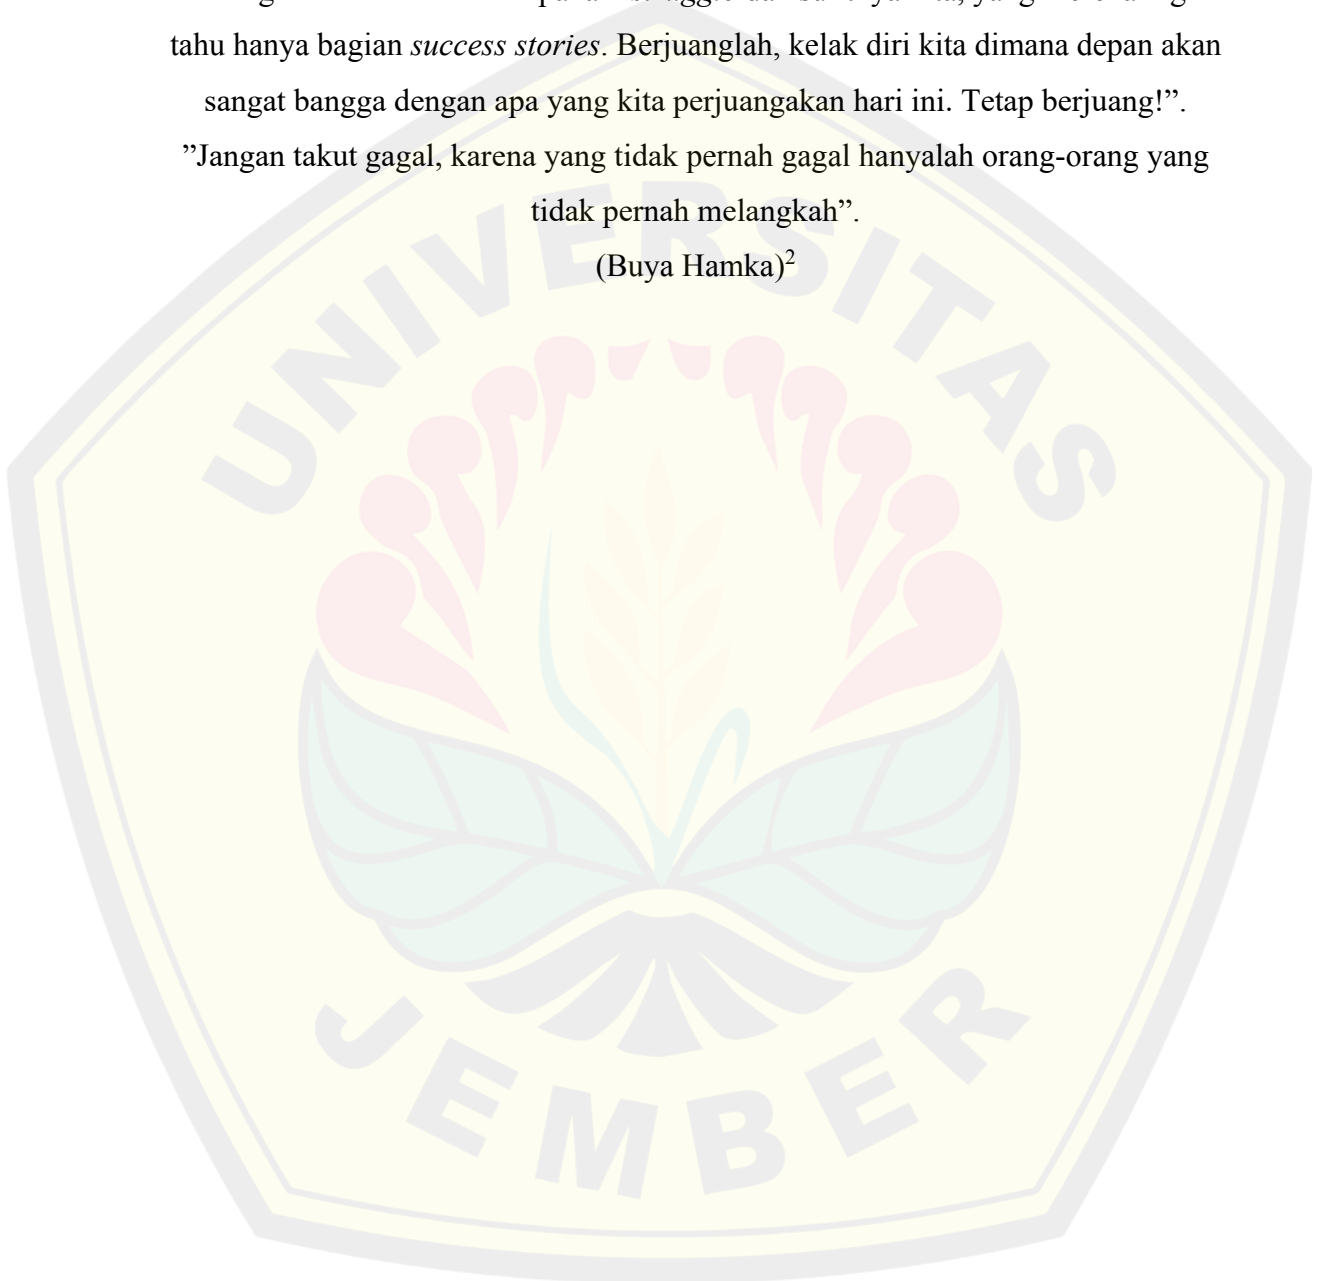 tahu hanya bagian success stories. Berjuanglah, kelak diri kita dimana depan akan
sangat bangga dengan apa yang kita perjuangakan hari ini. Tetap berjuang!”.
”Jangan takut gagal, karena yang tidak pernah gagal hanyalah orang-orang yang
tidak pernah melangkah”.
(Buya Hamka)2
UNIVERSITAS
JEMBER